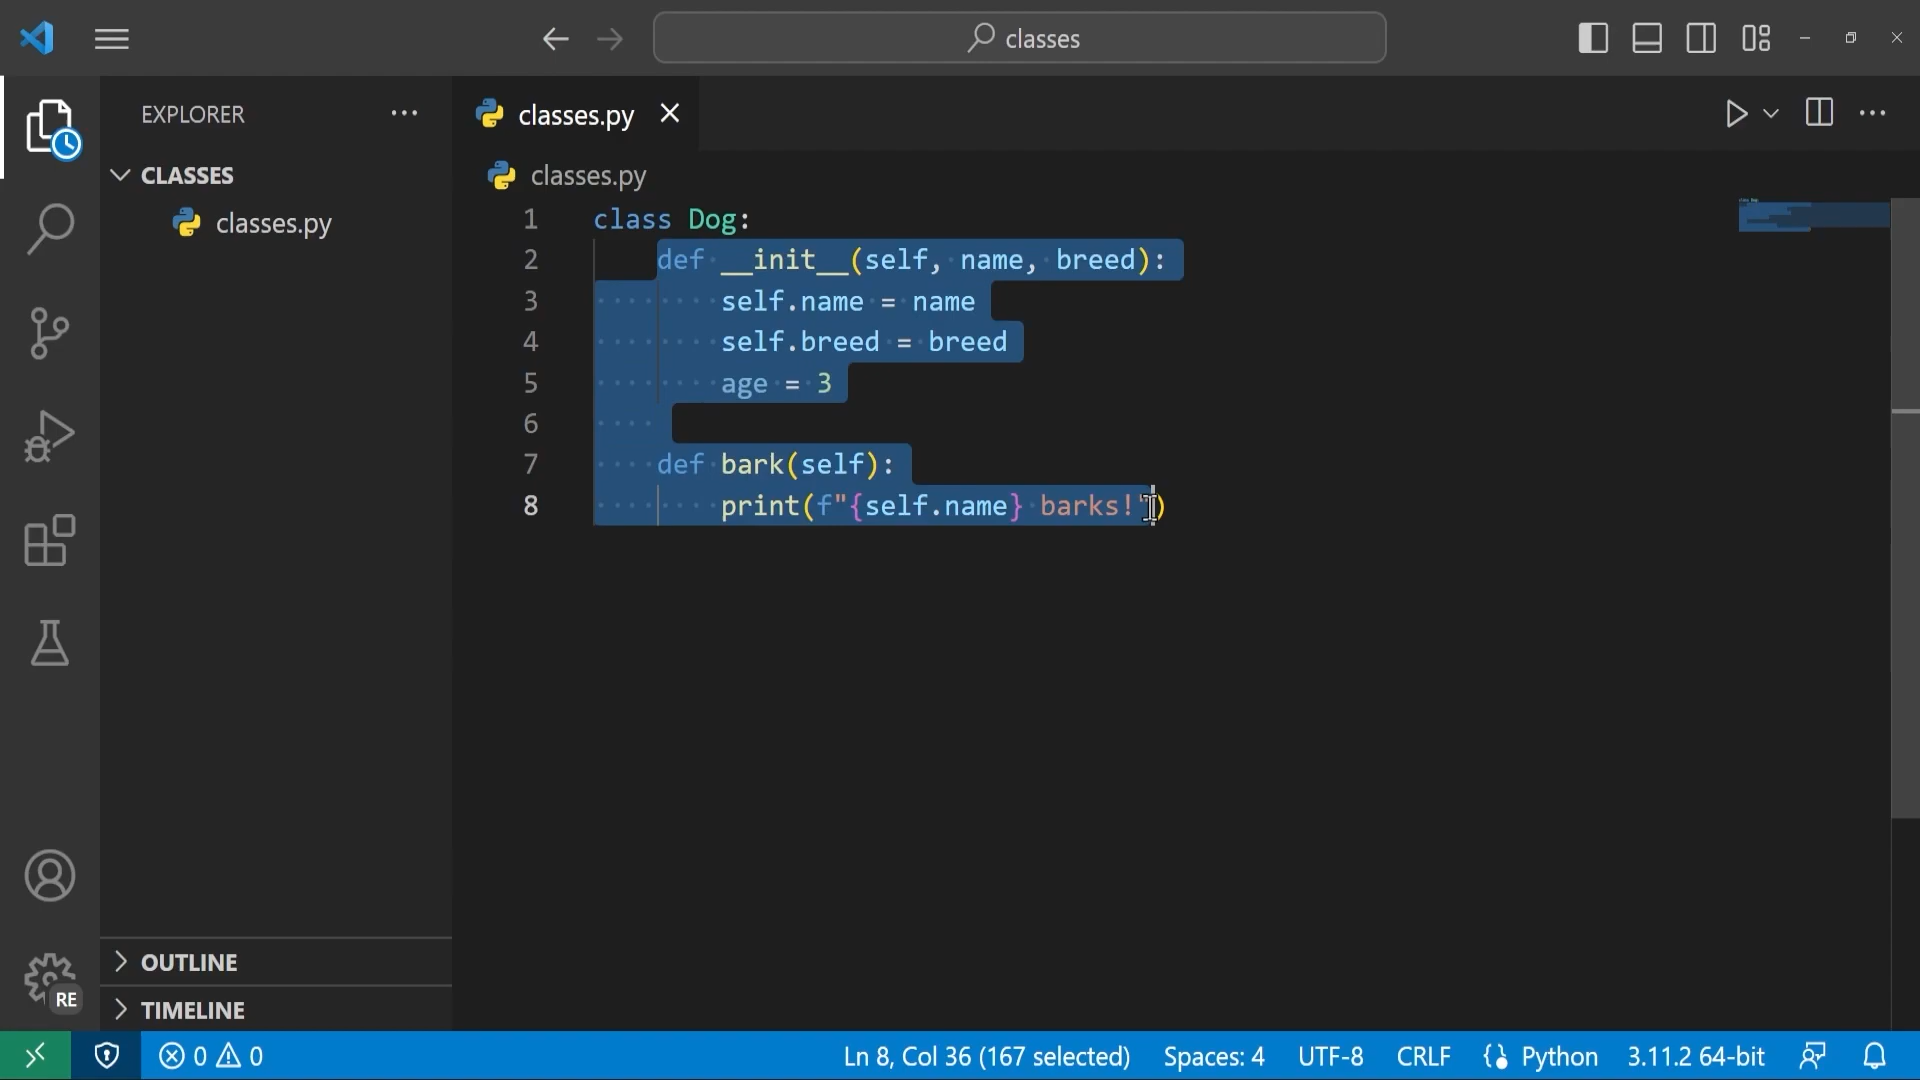 classes
EXPLORER
CLASSES
classes.py
OUTLINE
TIMELINE
RE
classes.py
classes.py
1 class Dog:
2 def __init__(self, name, breed):
3 self.name = name
4 self.breed = breed
5 age = 3
6
7 def bark(self):
8 print(f"{self.name} barks!")
0 0 Ln 8, Col 36 (167 selected) Spaces: 4 UTF-8 CRLF Python 3.11.2 64-bit